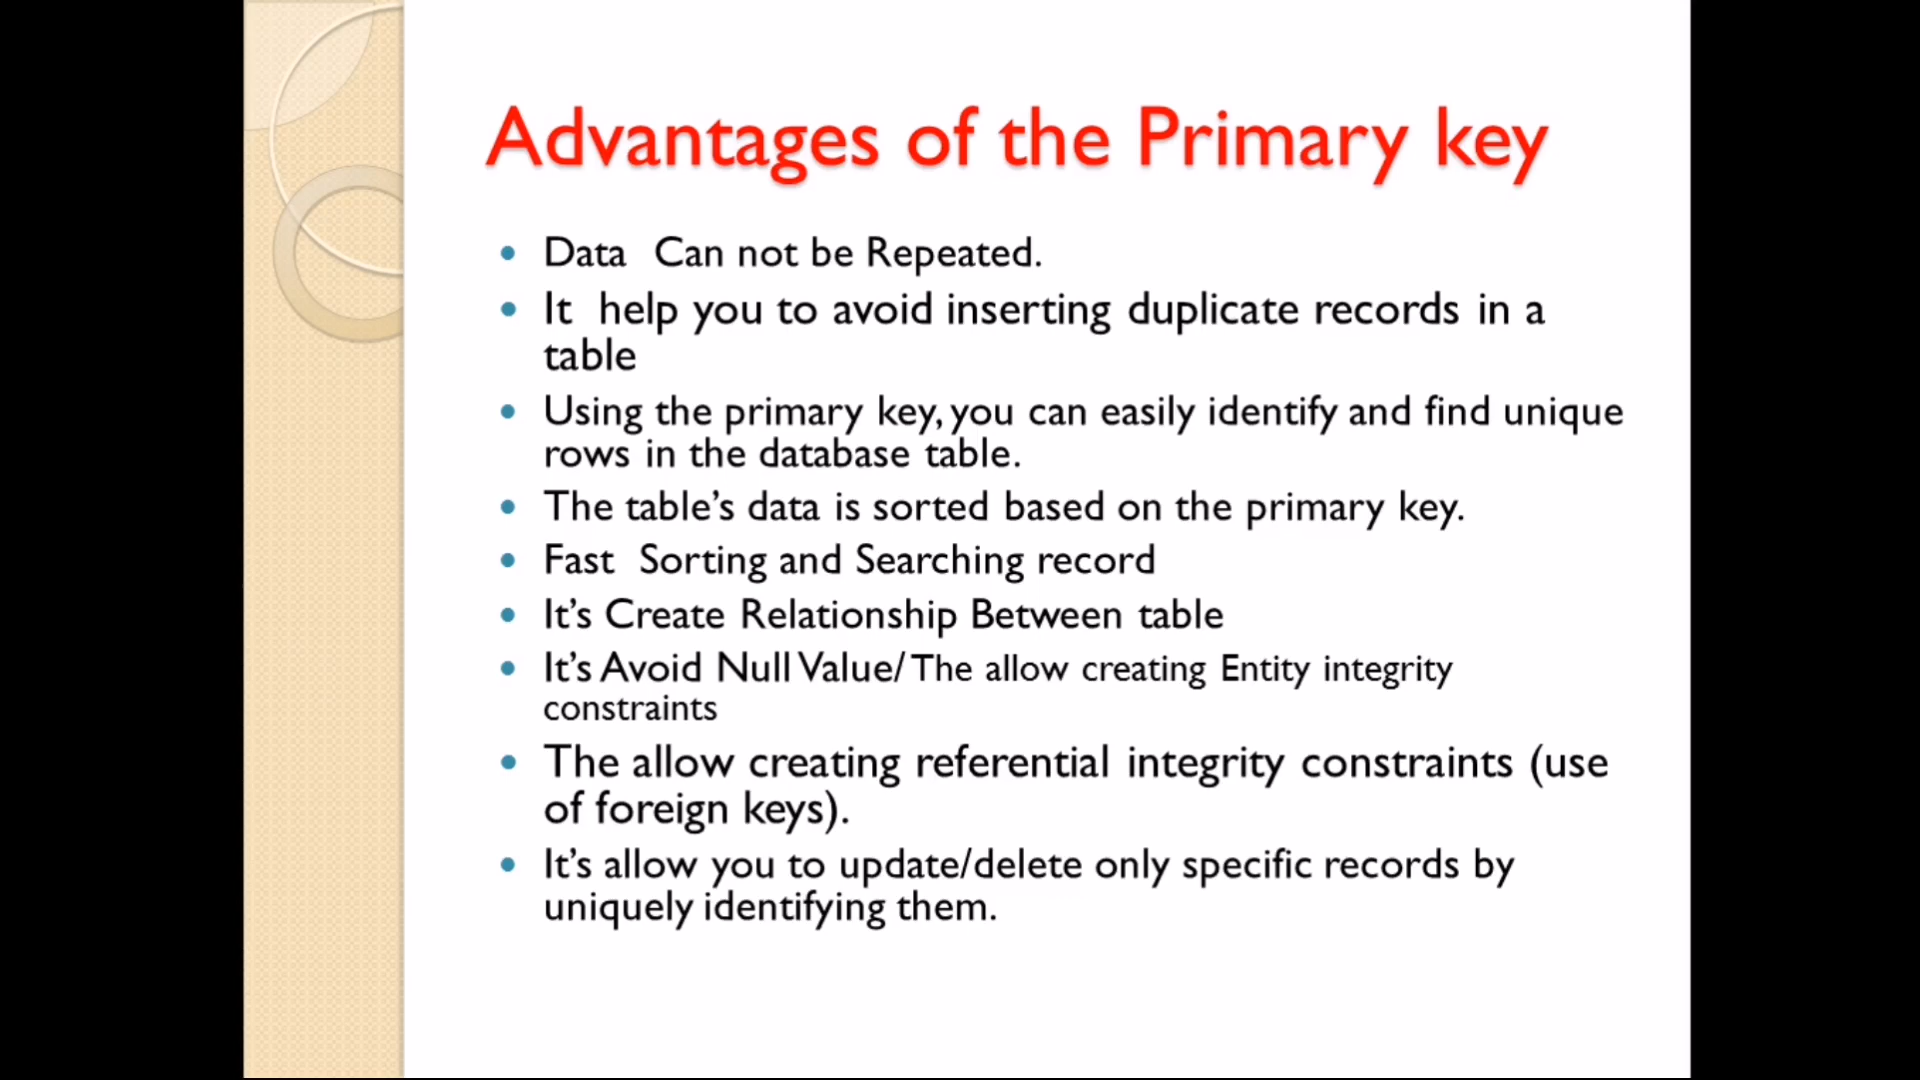 Advantages of the Primary key
Data Can not be Repeated.
It help you to avoid inserting duplicate records in a
table
Using the primary key, you can easily identify and find unique
rows in the database table.
The table's data is sorted based on the primary key.
Fast Sorting and Searching record
It's Create Relationship Between table
It's Avoid Null Value/ The allow creating Entity integrity
constraints
The allow creating referential integrity constraints (use
of foreign keys).
It's allow you to update/delete only specific records by
uniquely identifying them.